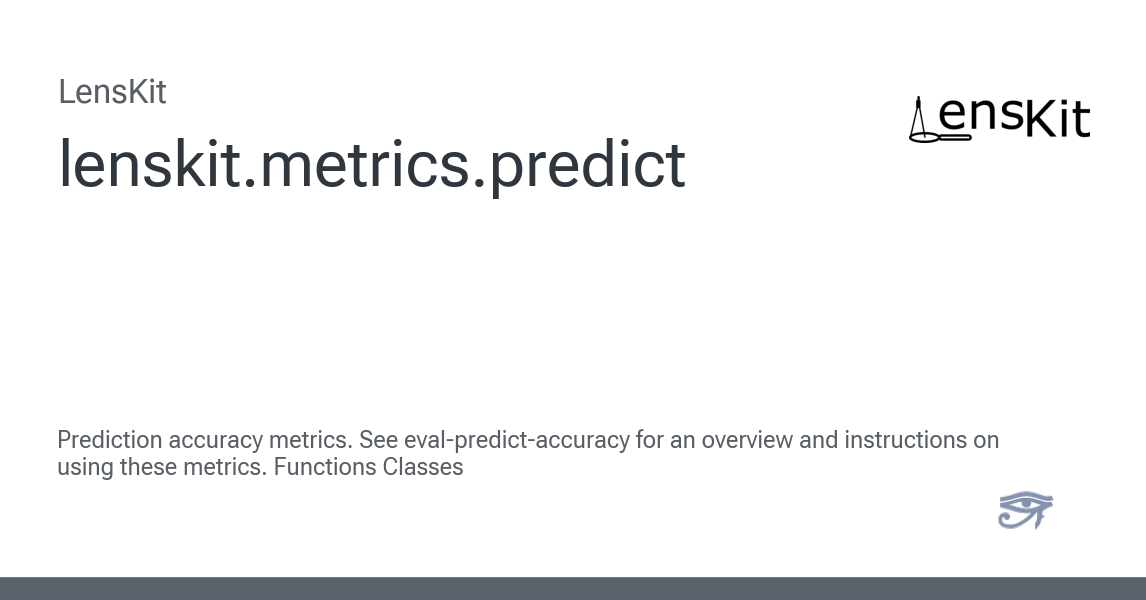 LensKit
lenskit.metrics.predict
LensKit
Prediction accuracy metrics. See eval-predict-accuracy for an overview and instructions on
using these metrics. Functions Classes